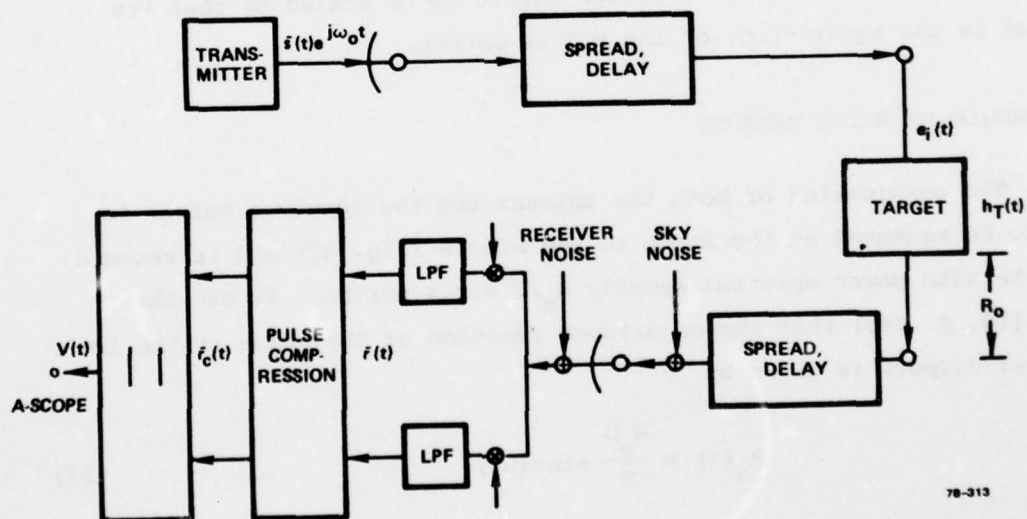 TRANS-
MITTER
s̃(t)e^{jω₀t}
SPREAD,
DELAY
e_i(t)
TARGET
h_T(t)
R_o
SPREAD,
DELAY
SKY
NOISE
RECEIVER
NOISE
LPF
LPF
r̃(t)
PULSE
COMP-
RESSION
r̃_c(t)
| |
V(t)
A-SCOPE
78-313